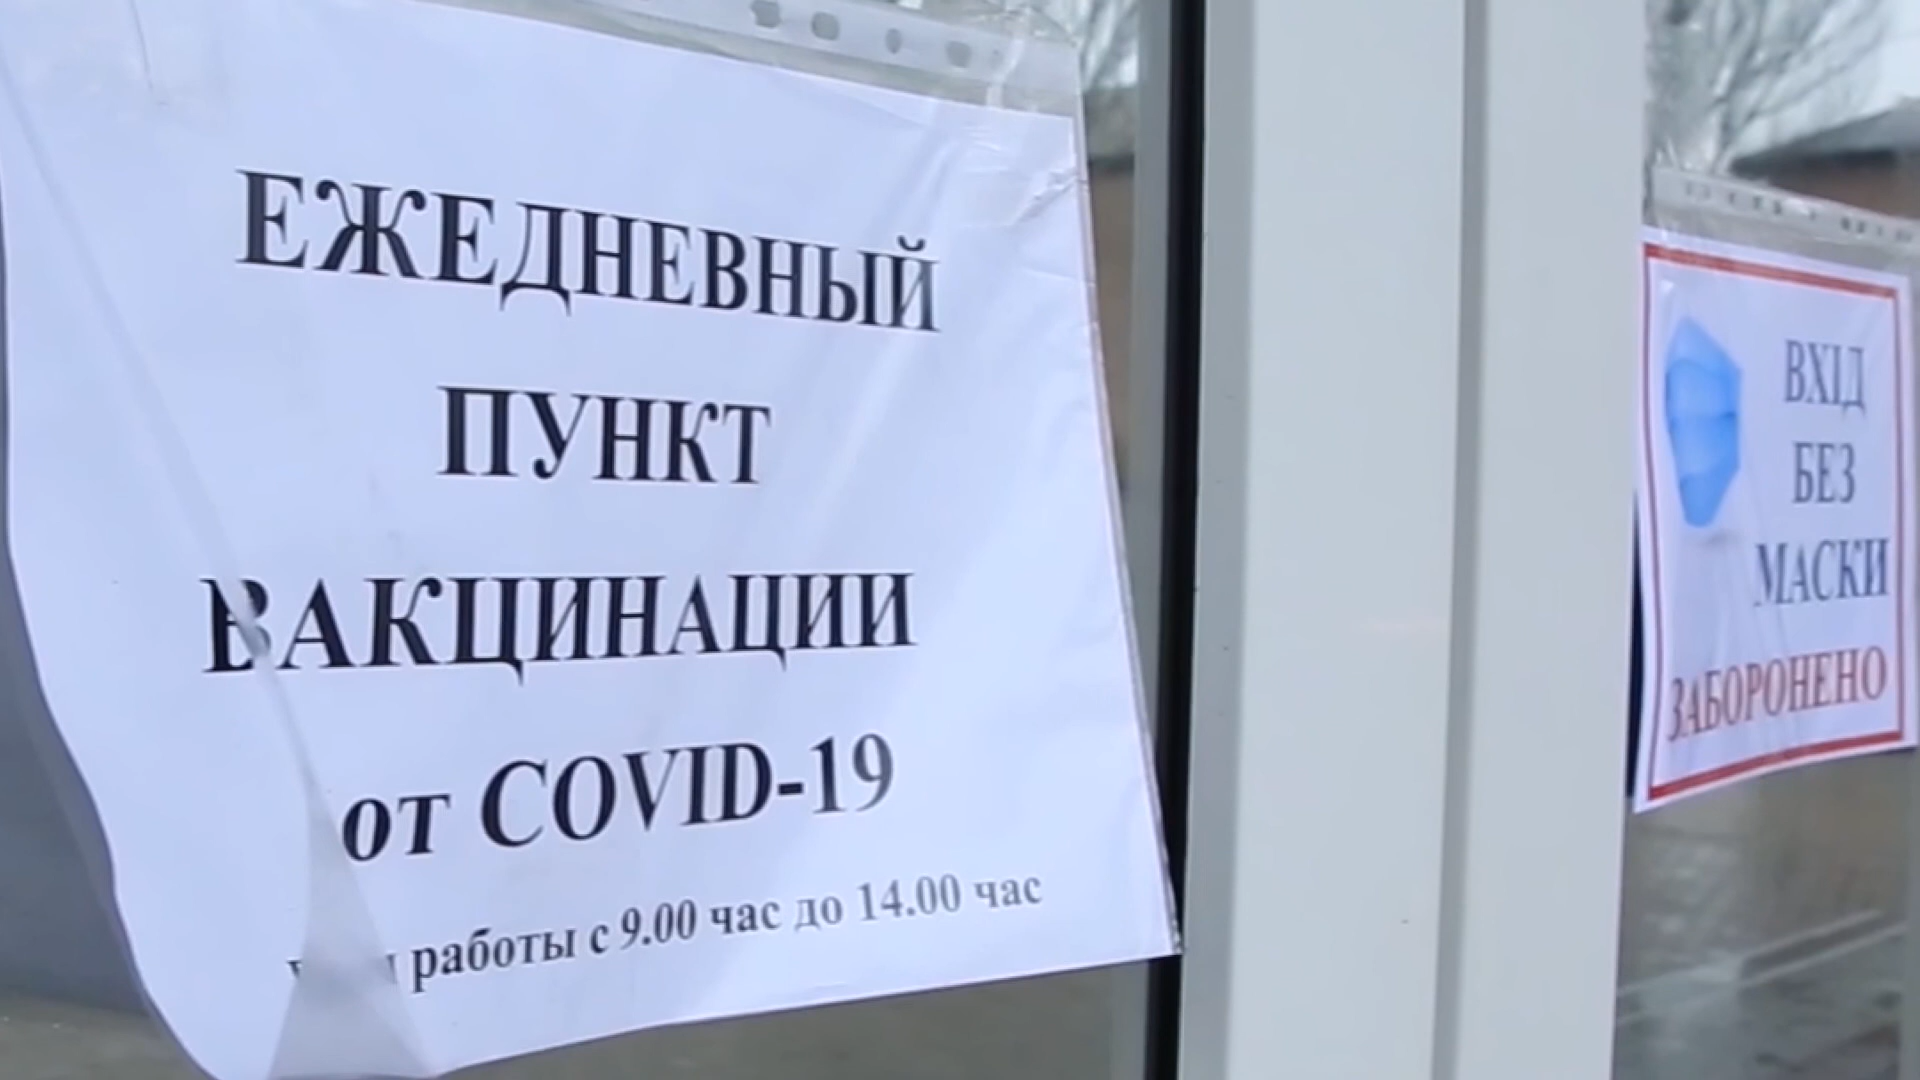 ЕЖЕДНЕВНЫЙ
ПУНКТ
ВАКЦИНАЦИИ
от COVID-19
работы с 9.00 час до 14.00 час
ВХІД
БЕЗ
МАСКИ
ЗАБОРОНЕНО